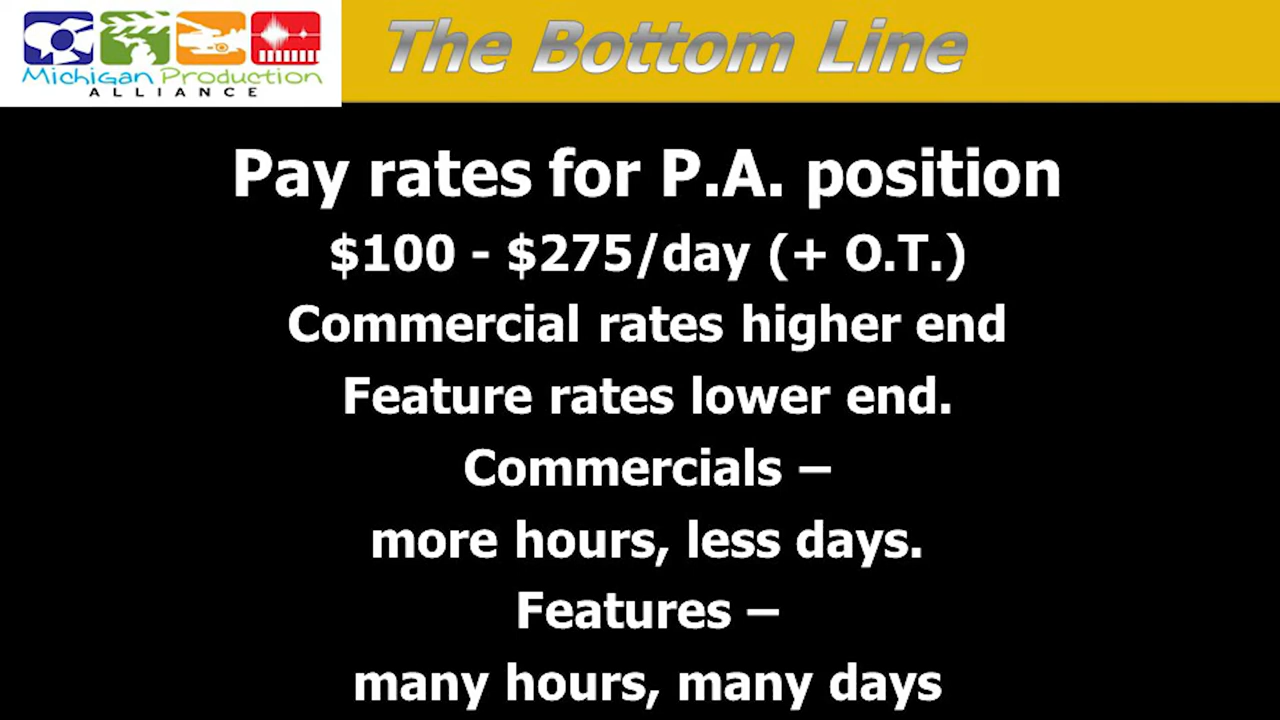 Michigan Production
ALLIANCE
The Bottom Line
Pay rates for P.A. position
$100 - $275/day (+ O.T.)
Commercial rates higher end
Feature rates lower end.
Commercials –
more hours, less days.
Features –
many hours, many days